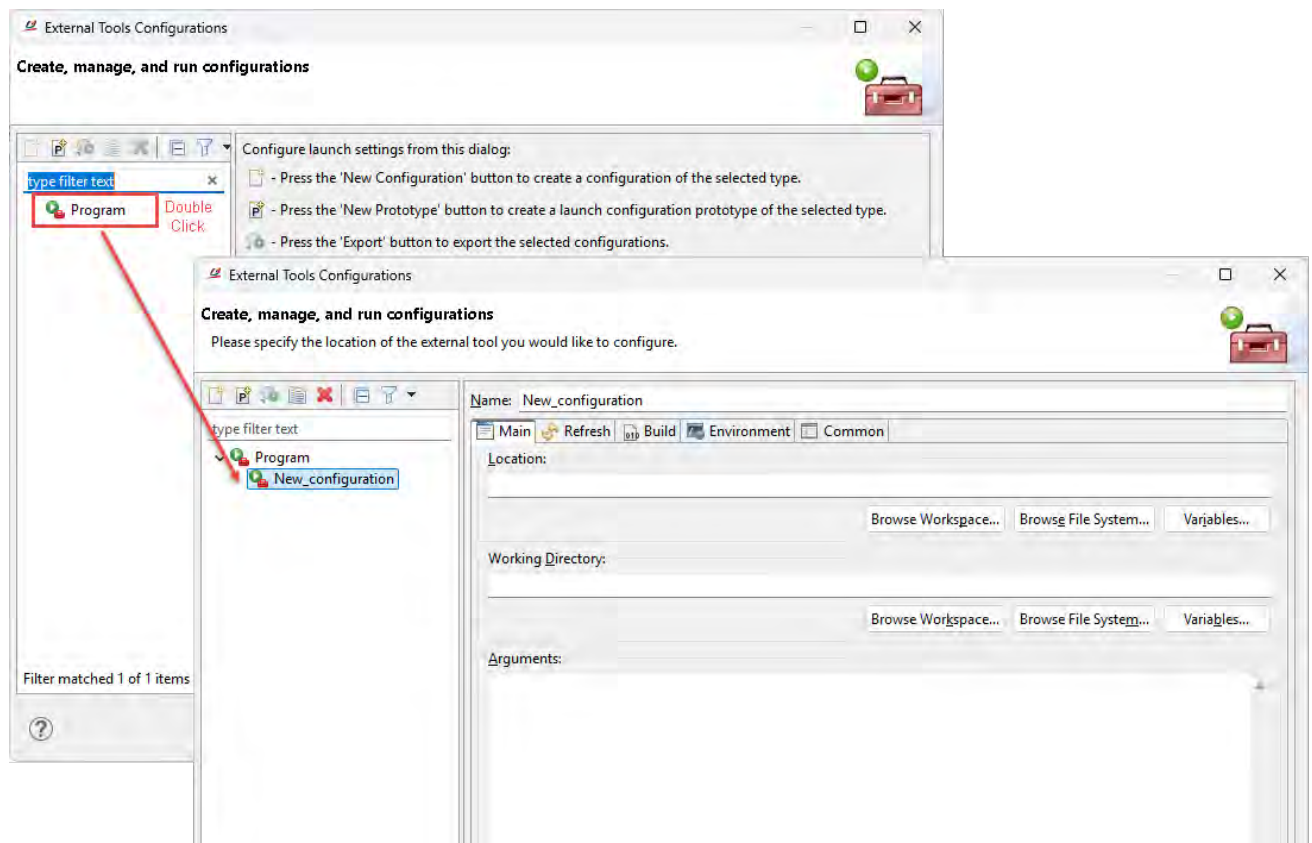 External Tools Configurations
Create, manage, and run configurations
type filter text
Program
Double
Click
Configure launch settings from this dialog:
- Press the 'New Configuration' button to create a configuration of the selected type.
- Press the 'New Prototype' button to create a launch configuration prototype of the selected type.
- Press the 'Export' button to export the selected configurations.
Filter matched 1 of 1 items
External Tools Configurations
Create, manage, and run configurations
Please specify the location of the external tool you would like to configure.
type filter text
Program
New_configuration
Name: New_configuration
Main Refresh Build Environment Common
Location:
Browse Workspace... Browse File System... Variables...
Working Directory:
Browse Workspace... Browse File System... Variables...
Arguments: